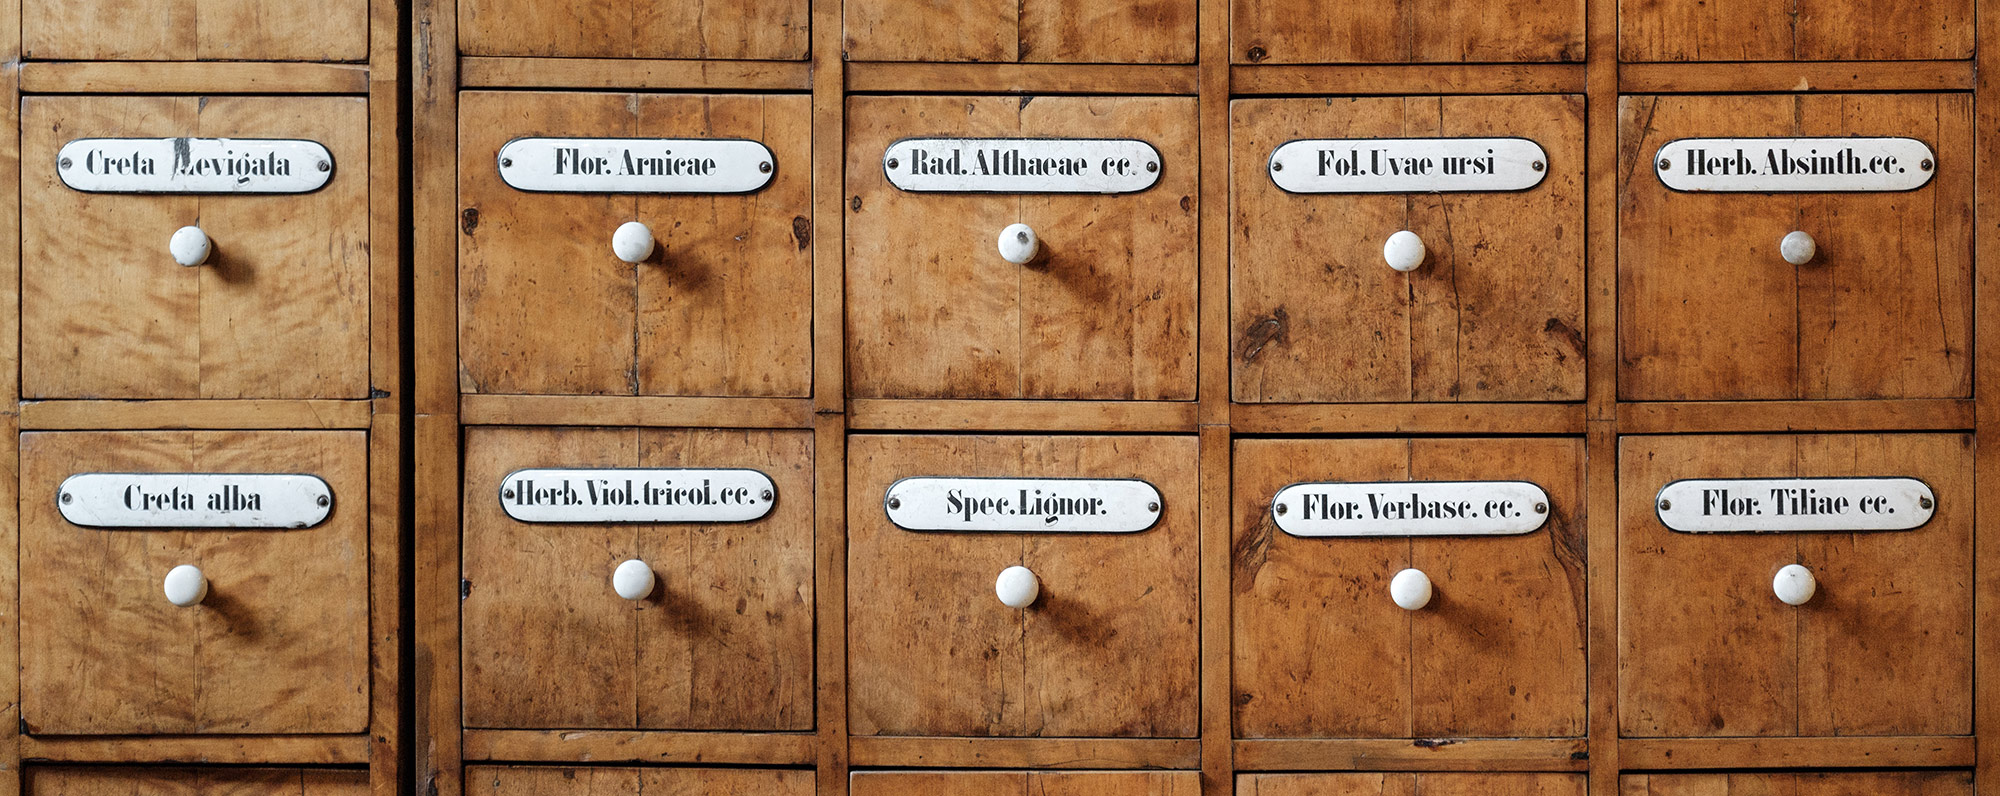 Creta Levigata
Flor. Arnicae
Rad. Althaeae cc.
Fol. Uvae ursi
Herb. Absinth. cc.
Creta alba
Herb. Viol. tricol. cc.
Spec. Lignor.
Flor. Verbasc. cc.
Flor. Tiliae cc.